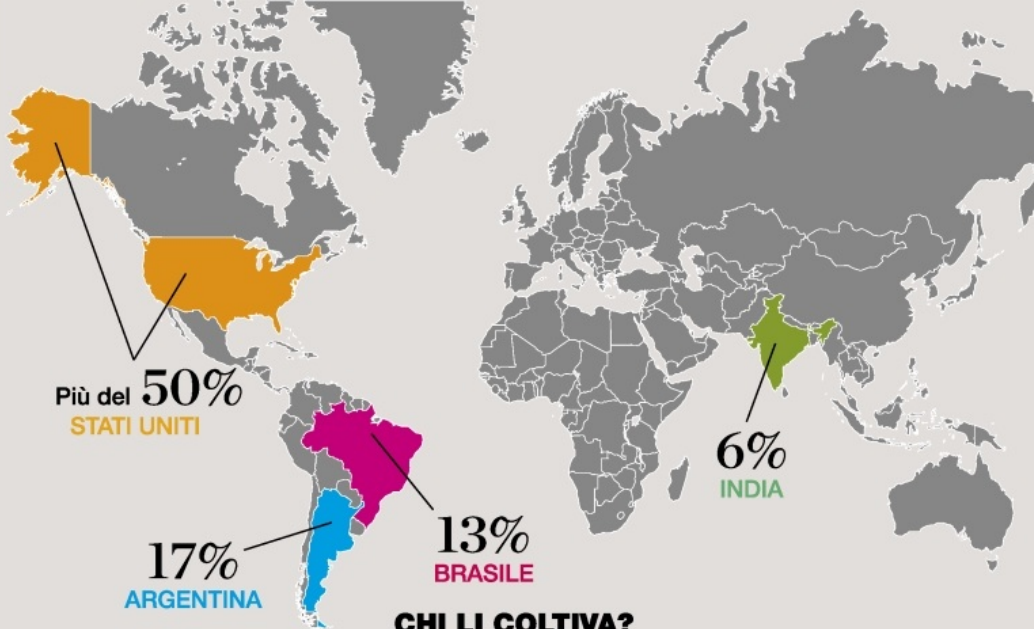 Più del 50%
STATI UNITI
6%
INDIA
13%
BRASILE
17%
ARGENTINA
CHI LI COLTIVA?